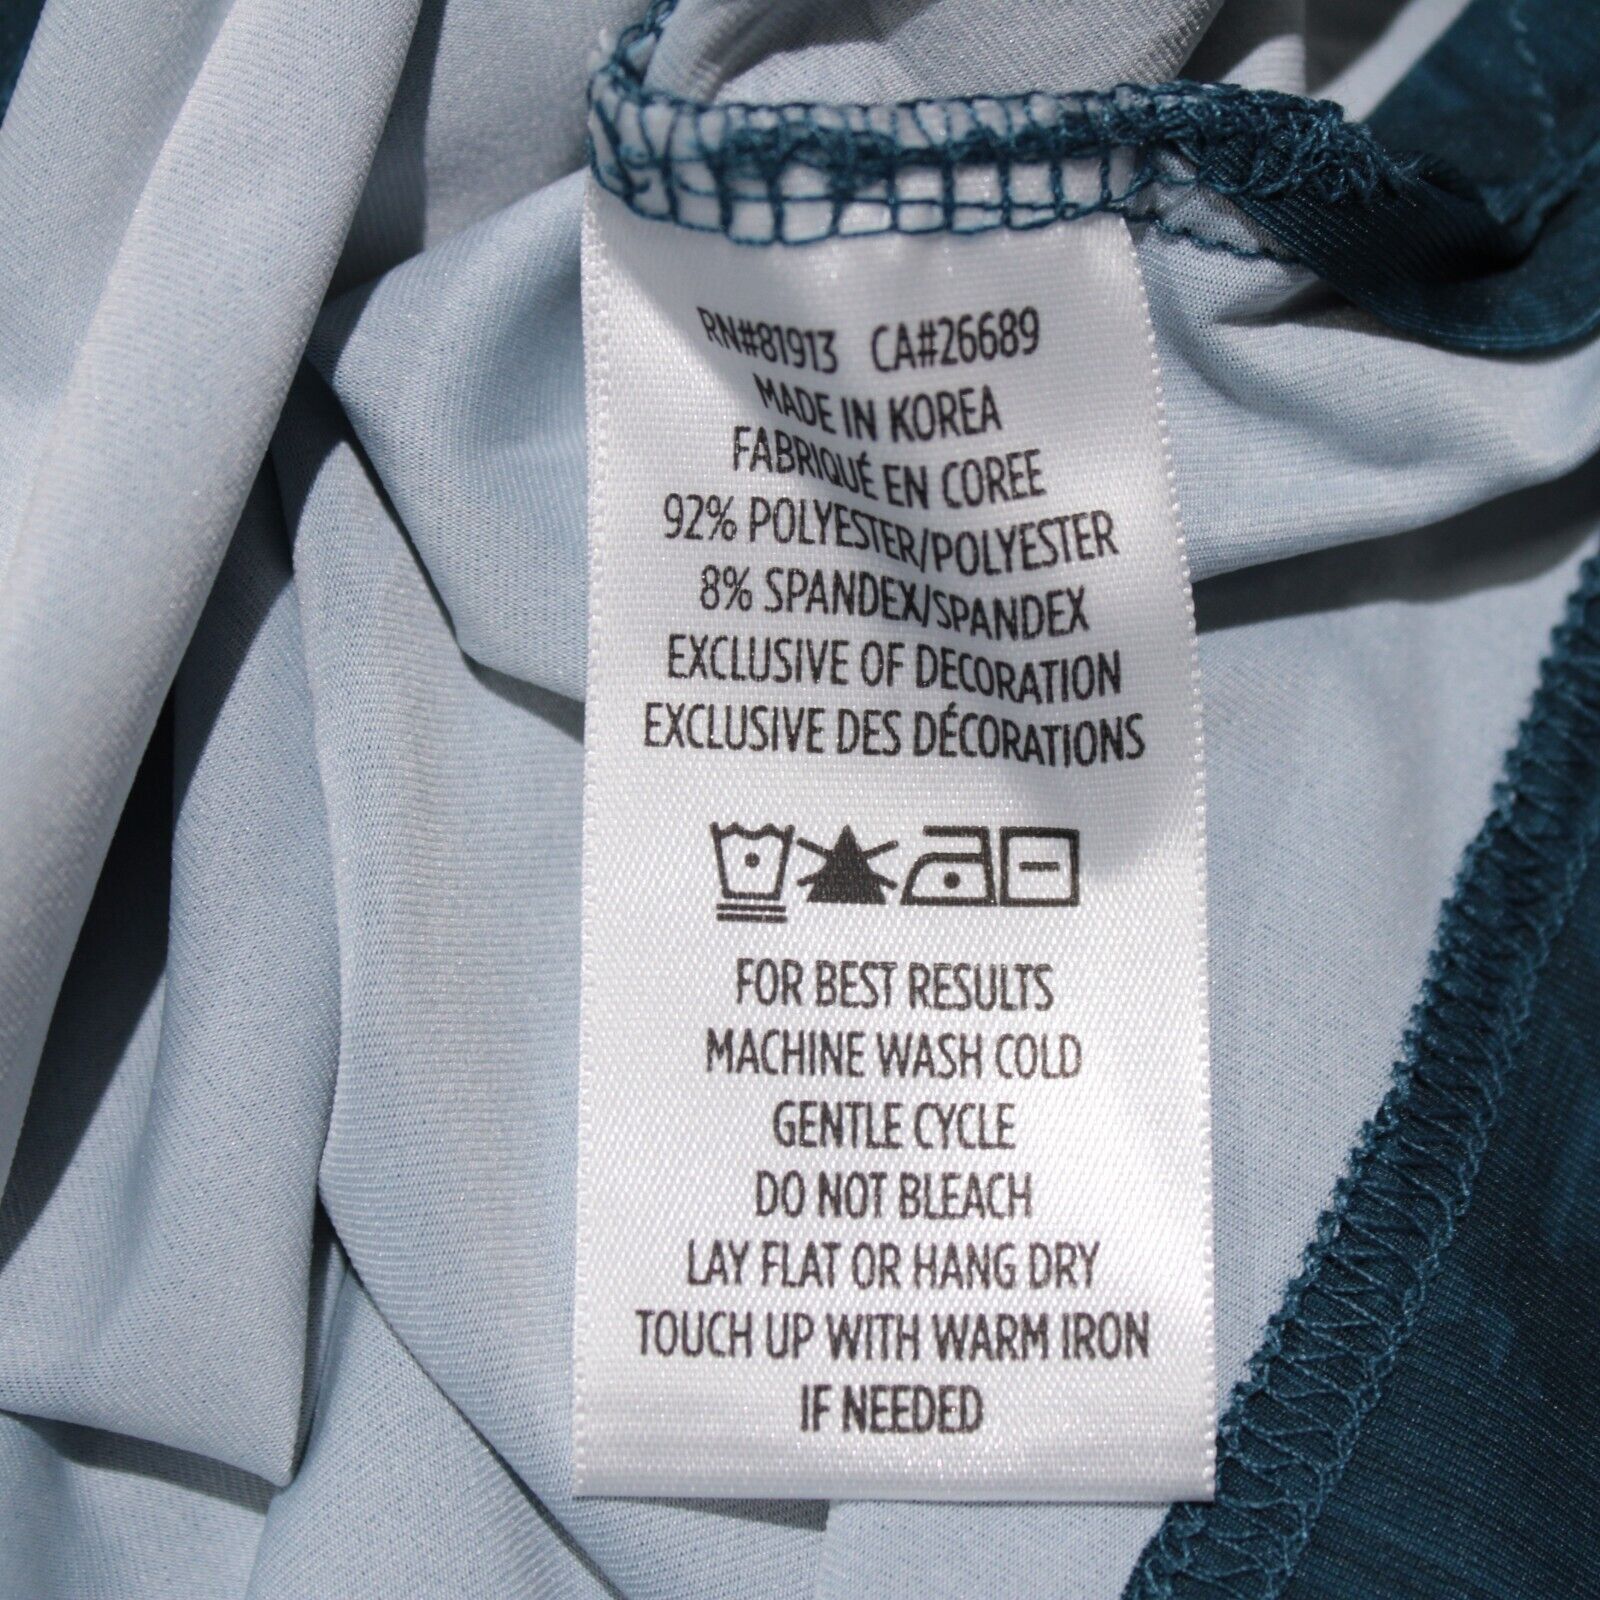 RN#81913 CA#26689
MADE IN KOREA
FABRIQUÉ EN COREE
92% POLYESTER/POLYESTER
8% SPANDEX/SPANDEX
EXCLUSIVE OF DECORATION
EXCLUSIVE DES DÉCORATIONS
FOR BEST RESULTS
MACHINE WASH COLD
GENTLE CYCLE
DO NOT BLEACH
LAY FLAT OR HANG DRY
TOUCH UP WITH WARM IRON
IF NEEDED